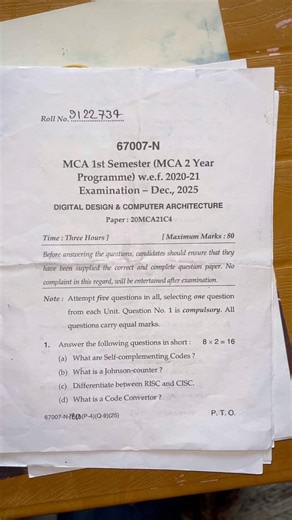 Roll No. 9122734
67007-N
MCA 1st Semester (MCA 2 Year
Programme) w.e.f. 2020-21
Examination – Dec., 2025
DIGITAL DESIGN & COMPUTER ARCHITECTURE
Paper : 20MCA21C4
Time : Three Hours ] [ Maximum Marks : 80
Before answering the questions, candidates should ensure that they
have been supplied the correct and complete question paper. No
complaint in this regard, will be entertained after examination.
Note : Attempt five questions in all, selecting one question
from each Unit. Question No. 1 is compulsory. All
questions carry equal marks.
1. Answer the following questions in short : 8 × 2 = 16
(a) What are Self-complementing Codes ?
(b) What is a Johnson-counter ?
(c) Differentiate between RISC and CISC.
(d) What is a Code Convertor ?
67007-N- (P-4)(Q-9)(25) P. T. O.